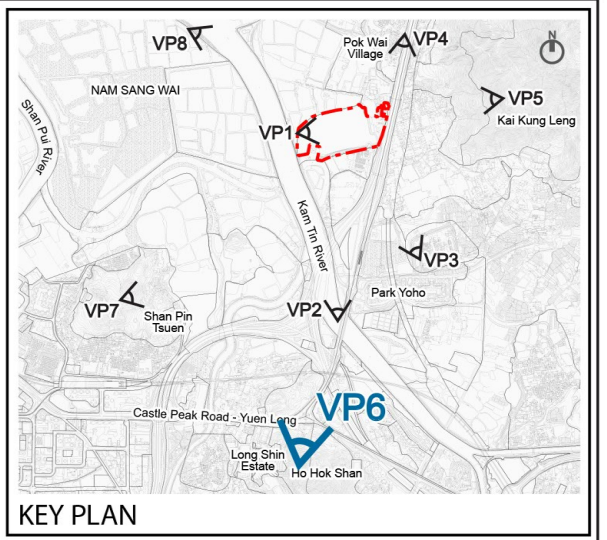 VP8
Pok Wai
Village
VP4
N
NAM SANG WAI
VP5
Kai Kung Leng
Shan Pui River
VP1
Kam Tin River
VP3
VP7
Shan Pin
Tsuen
VP2
Park Yoho
VP6
Castle Peak Road - Yuen Long
Long Shin
Estate
Ho Hok Shan
KEY PLAN